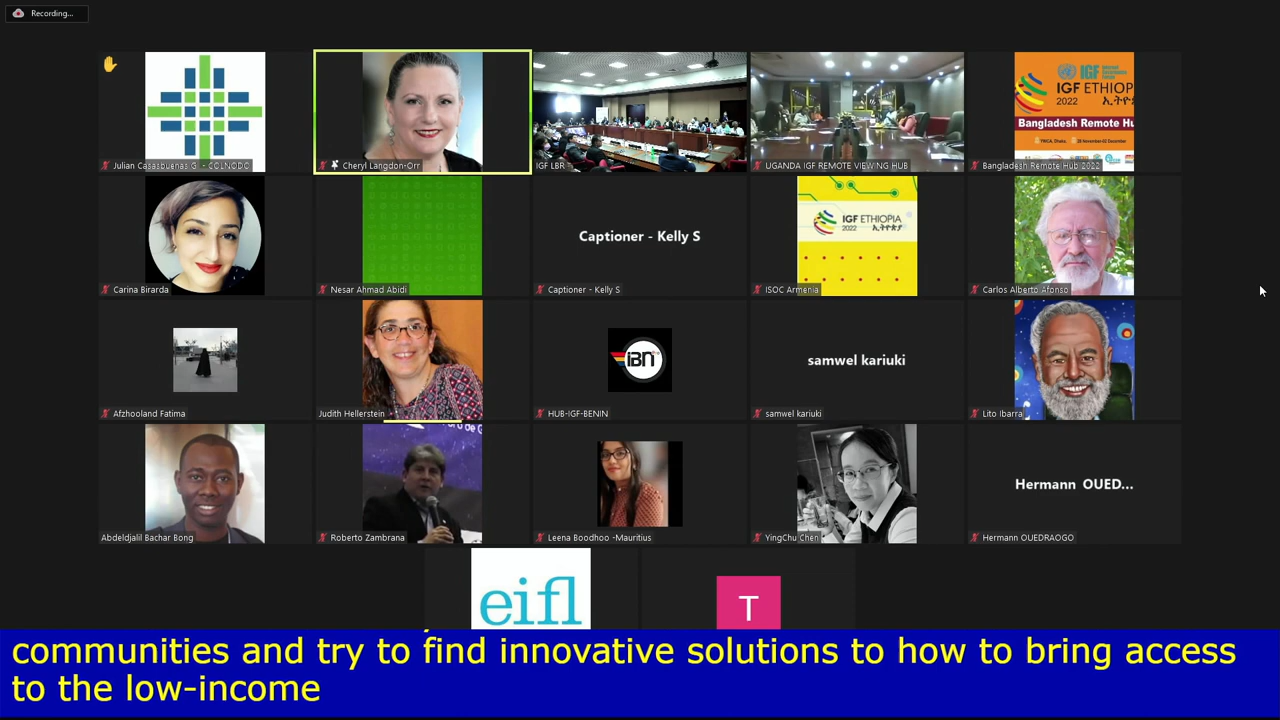 Recording...
Julian Casasbuenas G. - COLNODO
Cheryl Langdon-Orr
IGF LBR
UGANDA IGF REMOTE VIEWING HUB
IGF
IGF ETHIOP
2022
Bangladesh Remote Hu
Bangladesh Remote Hub 2022
Carina Birarda
Nesar Ahmad Abidi
Captioner - Kelly S
Captioner - Kelly S
IGF ETHIOPIA
2022 ኢትዮጵያ
ISOC Armenia
Carlos Alberto Afonso
Afzhooland Fatima
Judith Hellerstein
iBN
HUB-IGF-BENIN
samwel kariuki
samwel kariuki
Lito Ibarra
Abdeldjalil Bachar Bong
Roberto Zambrana
Leena Boodhoo -Mauritius
YingChu Chen
Hermann OUED...
Hermann OUEDRAOGO
eifl
T
communities and try to find innovative solutions to how to bring access
to the low-income